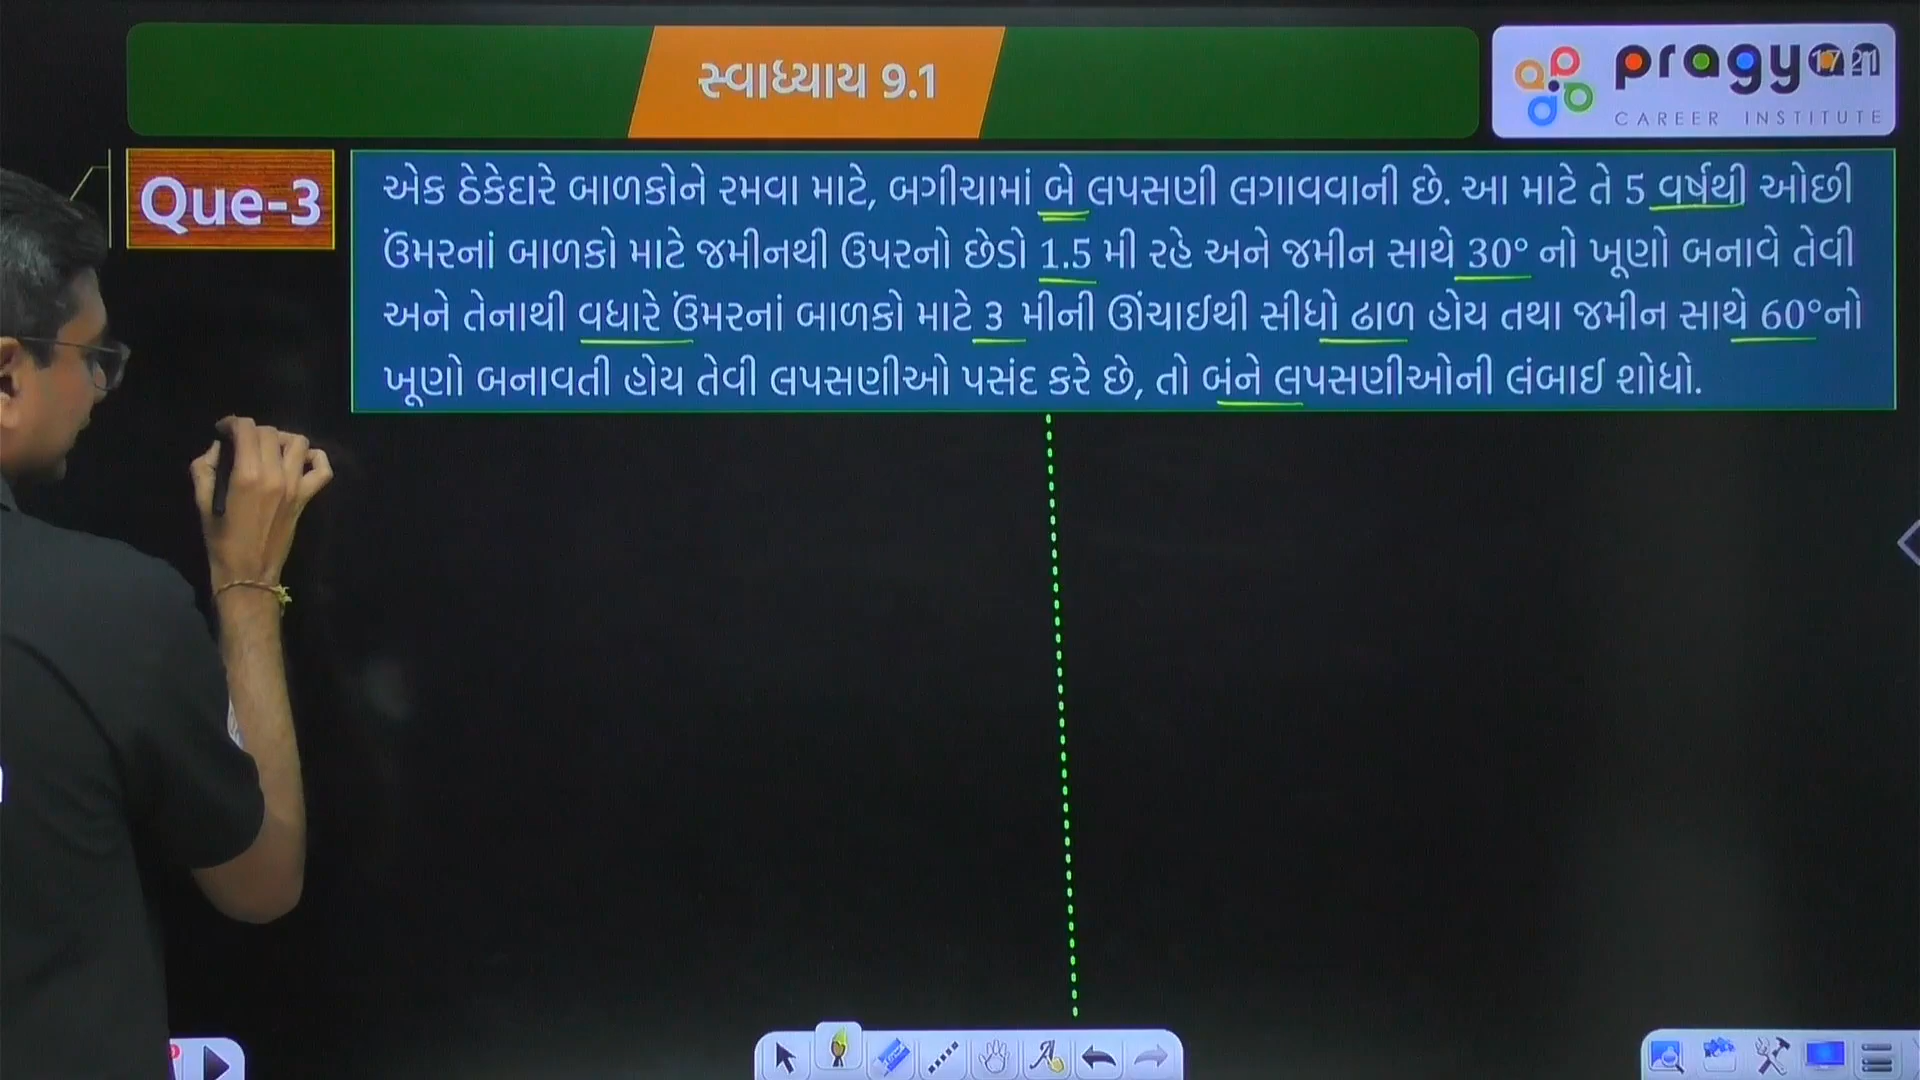 સ્વાધ્યાય 9.1
pragyan
CAREER INSTITUTE
Que-3
એક ઠેકેદારે બાળકોને રમવા માટે, બગીચામાં બે લપસણી લગાવવાની છે. આ માટે તે 5 વર્ષથી ઓછી
ઉંમરનાં બાળકો માટે જમીનથી ઉપરનો છેડો 1.5 મી રહે અને જમીન સાથે 30° નો ખૂણો બનાવે તેવી
અને તેનાથી વધારે ઉંમરનાં બાળકો માટે 3 મીની ઊંચાઈથી સીધો ઢાળ હોય તથા જમીન સાથે 60°નો
ખૂણો બનાવતી હોય તેવી લપસણીઓ પસંદ કરે છે, તો બંને લપસણીઓની લંબાઈ શોધો.